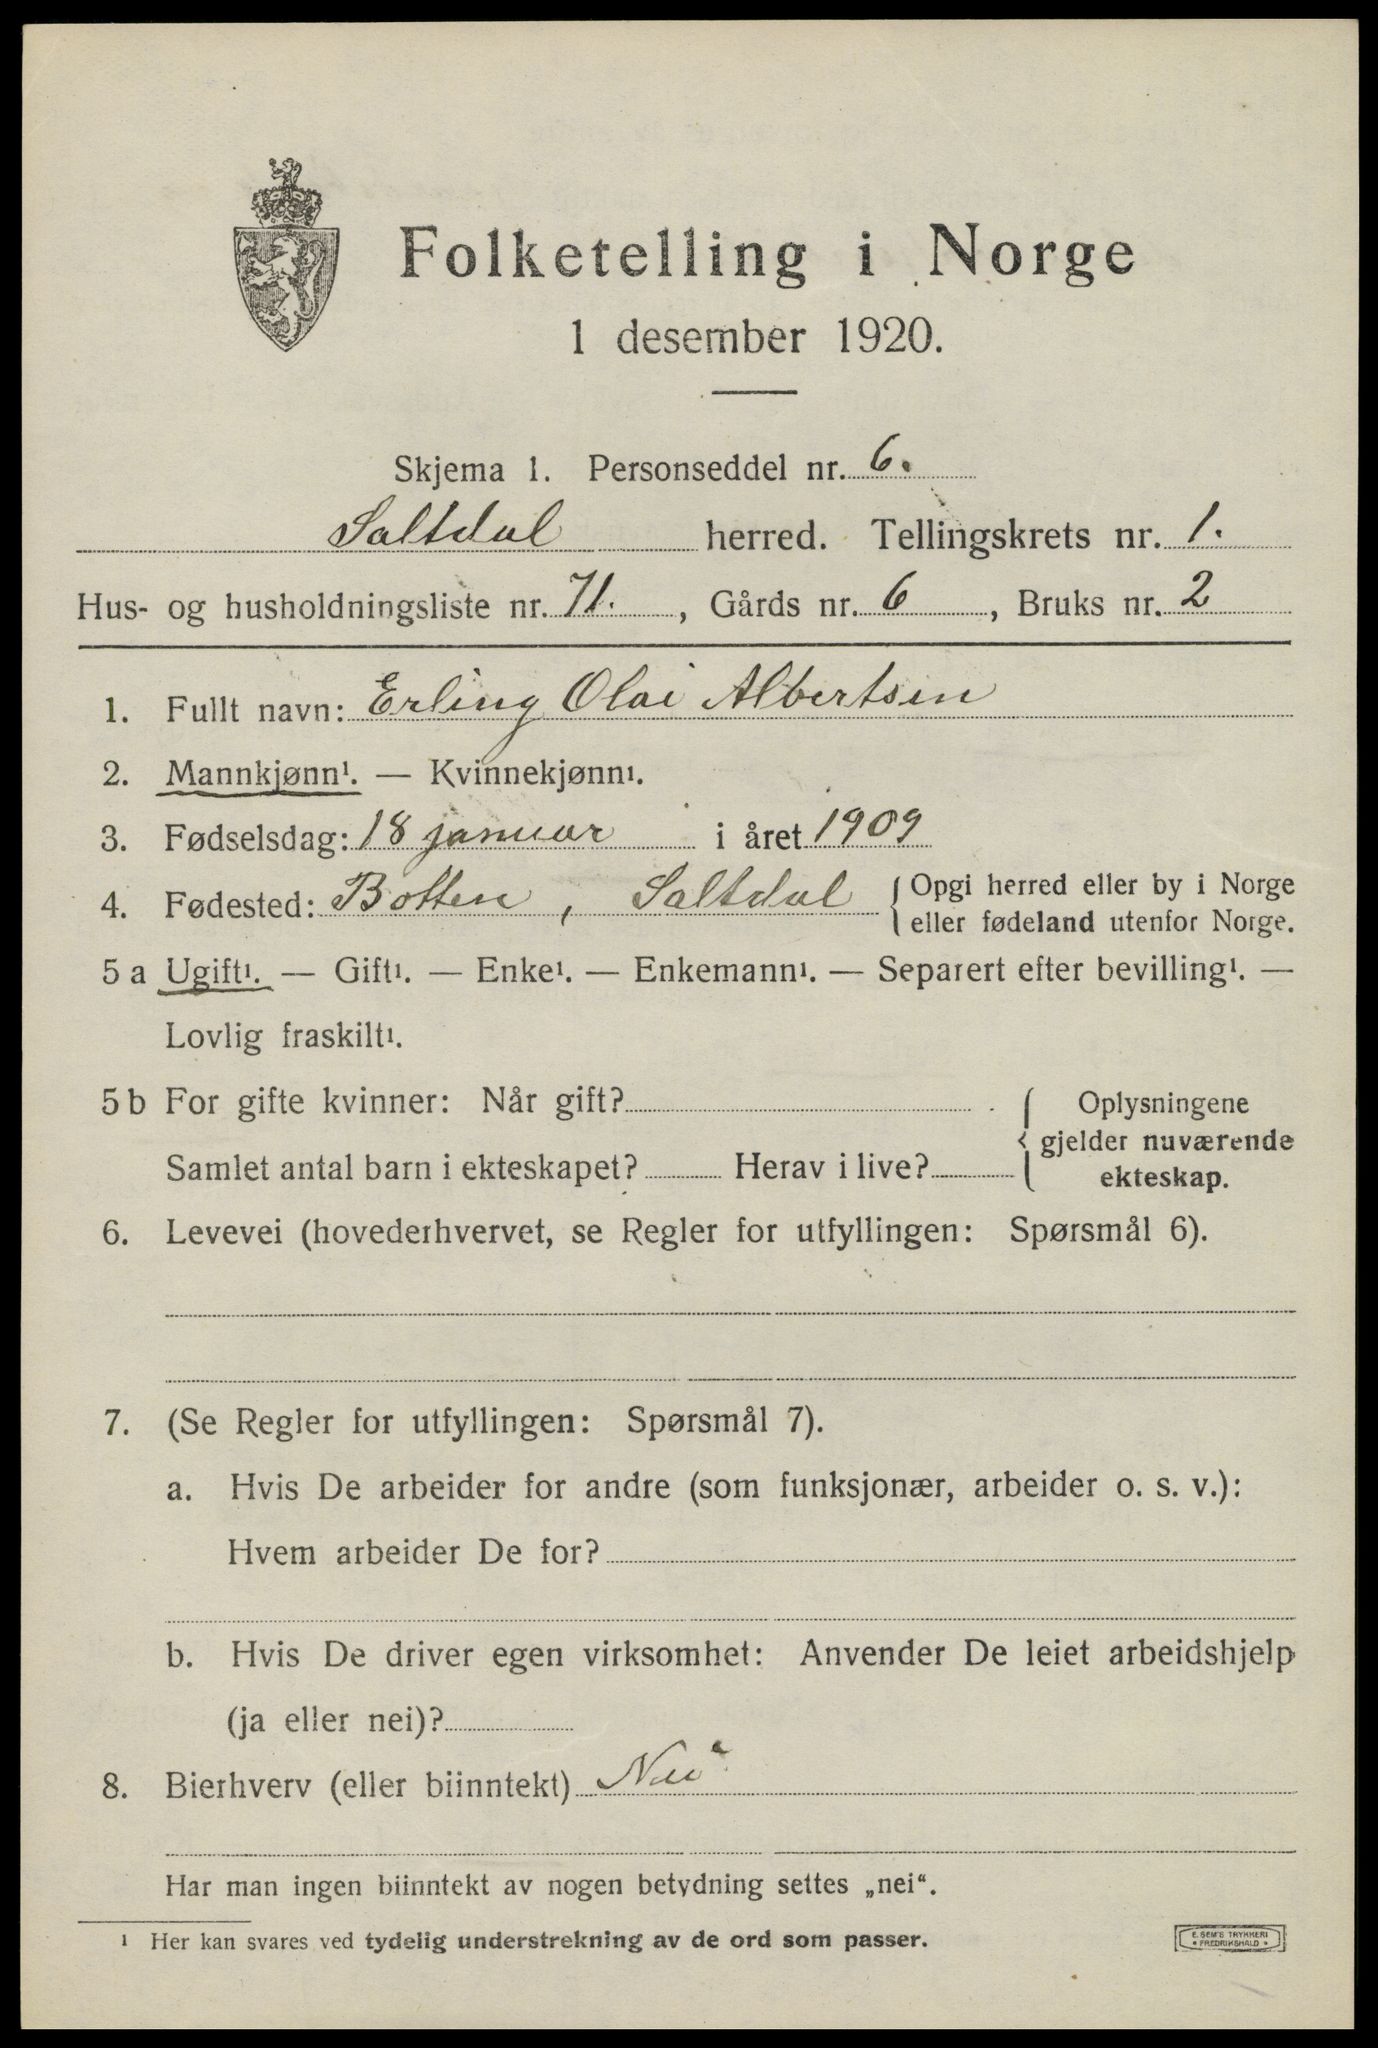 Folketelling i Norge
1 desember 1920.
Skjema 1. Personseddel nr. 6.
Saltdal herred. Tellingskrets nr. 1.
Hus- og husholdningsliste nr. 71. , Gårds nr. 6 , Bruks nr. 2
1. Fullt navn: Erling Olai Albertsen
2. Mannkjønn¹. — Kvinnekjønn¹.
3. Fødselsdag: 18 januar i året 1909
4. Fødested: Botten , Saltdal { Opgi herred eller by i Norge
eller fødeland utenfor Norge.
5 a Ugift¹. — Gift¹. — Enke¹. — Enkemann¹. — Separert efter bevilling¹. —
Lovlig fraskilt¹.
5 b For gifte kvinner: Når gift? { Oplysningene
gjelder nuværende
Samlet antal barn i ekteskapet? Herav i live? ekteskap.
6. Levevei (hovederhvervet, se Regler for utfyllingen: Spørsmål 6).
7. (Se Regler for utfyllingen: Spørsmål 7).
a. Hvis De arbeider for andre (som funksjonær, arbeider o. s. v.):
Hvem arbeider De for?
b. Hvis De driver egen virksomhet: Anvender De leiet arbeidshjelp
(ja eller nei)?
8. Bierhverv (eller biinntekt) Nei
Har man ingen biinntekt av nogen betydning settes „nei“.
¹ Her kan svares ved tydelig understrekning av de ord som passer.
E. SEM'S TRYKKERI
• FREDRIKSHALD •